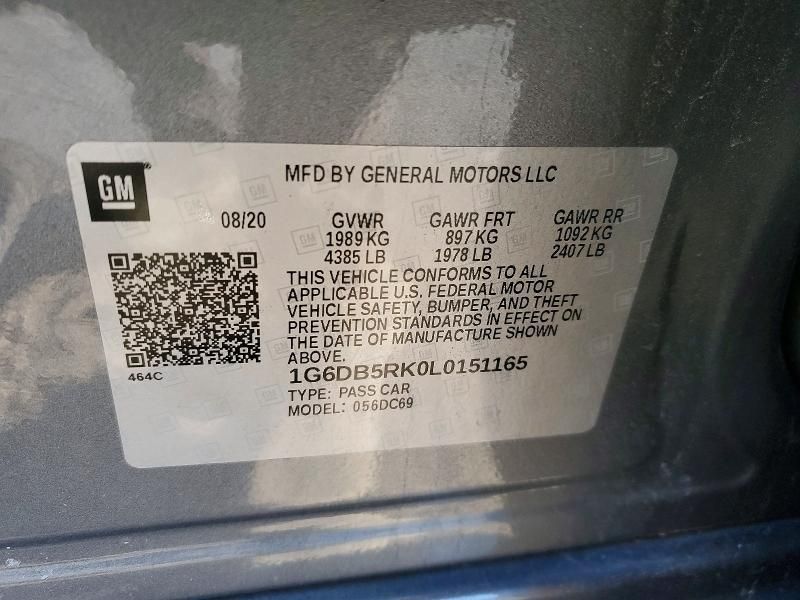 GM
MFD BY GENERAL MOTORS LLC
08/20 GVWR GAWR FRT GAWR RR
1989 KG 897 KG 1092 KG
4385 LB 1978 LB 2407 LB
THIS VEHICLE CONFORMS TO ALL
APPLICABLE U.S. FEDERAL MOTOR
VEHICLE SAFETY, BUMPER, AND THEFT
PREVENTION STANDARDS IN EFFECT ON
THE DATE OF MANUFACTURE SHOWN
ABOVE.
464C
1G6DB5RK0L0151165
TYPE: PASS CAR
MODEL: 056DC69